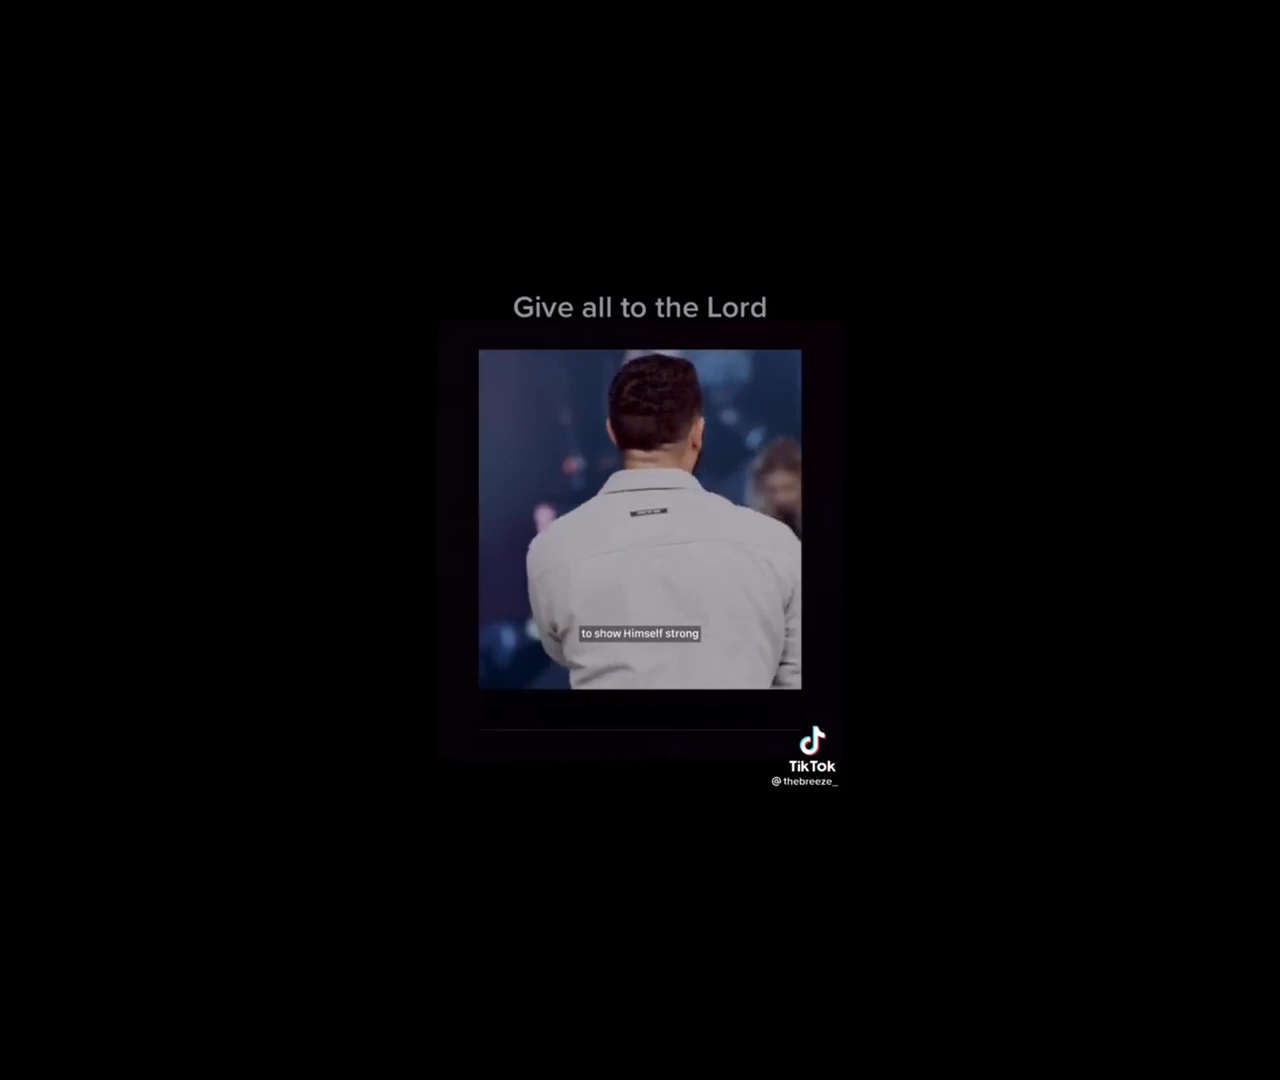 Give all to the Lord
to show Himself strong
TikTok
@thebreeze_